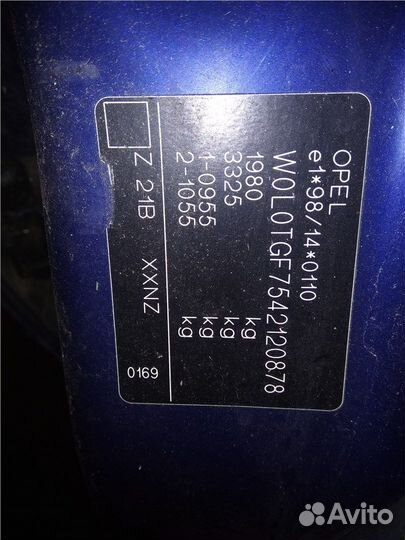 OPEL
e1*98/14*0110
W0L0TGF7542120878
1980 kg
3325 kg
1-0955 kg
2-1055 kg
Z 21B XXNZ
0169
Avito